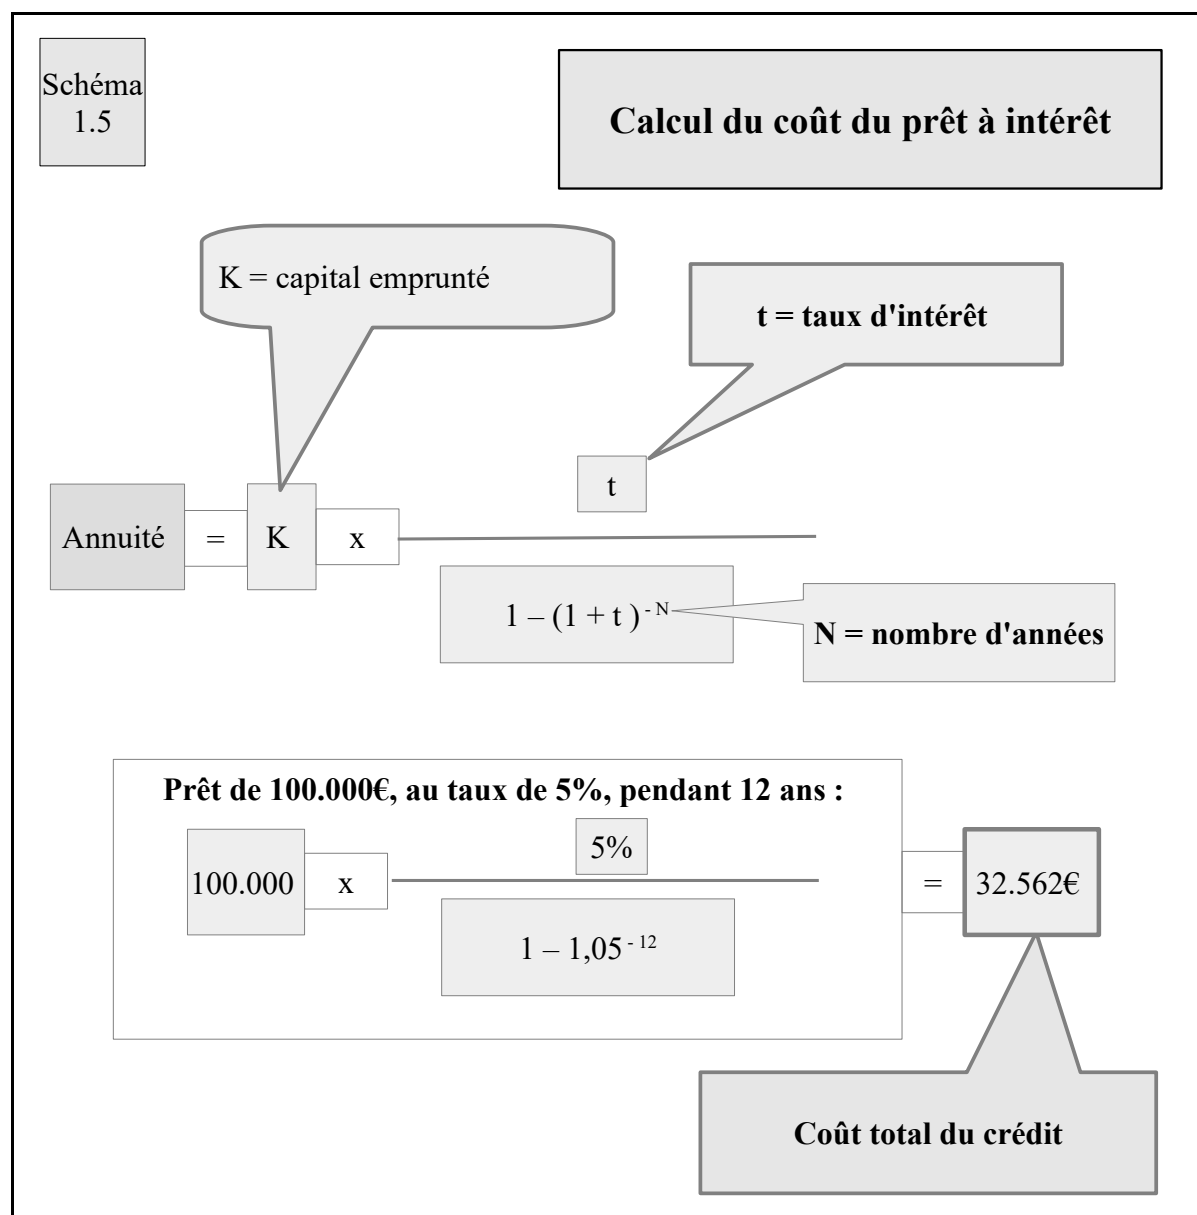 Schéma
1.5
Calcul du coût du prêt à intérêt
K = capital emprunté
t = taux d'intérêt
t
Annuité = K x
1 – (1 + t ) - N
N = nombre d'années
Prêt de 100.000€, au taux de 5%, pendant 12 ans :
5%
100.000 x = 32.562€
1 – 1,05 - 12
Coût total du crédit